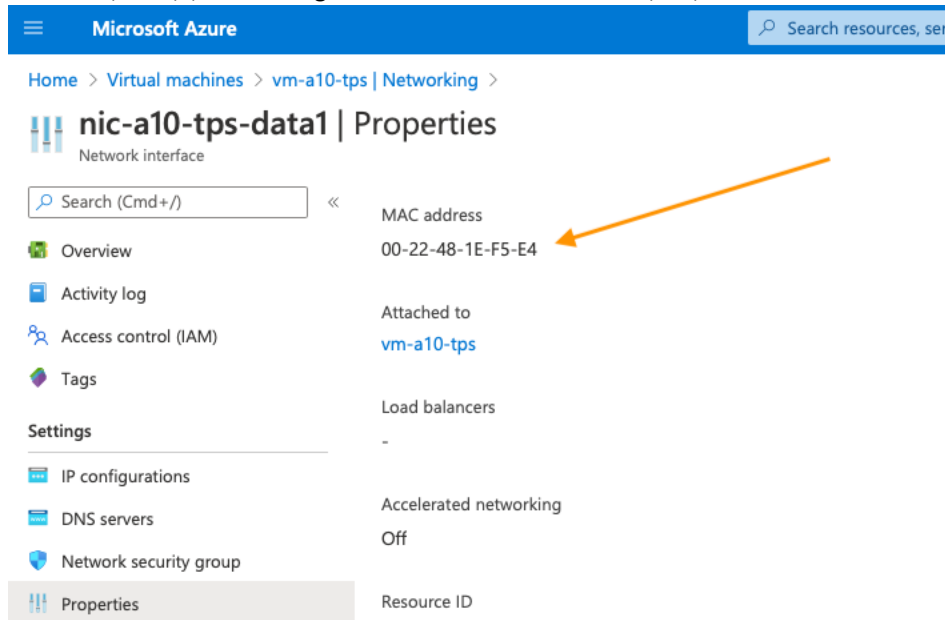 Microsoft Azure
Search resources, ser
Home > Virtual machines > vm-a10-tps | Networking >
nic-a10-tps-data1 | Properties
Network interface
Search (Cmd+/)
«
Overview
Activity log
Access control (IAM)
Tags
Settings
IP configurations
DNS servers
Network security group
Properties
MAC address
00-22-48-1E-F5-E4
Attached to
vm-a10-tps
Load balancers
-
Accelerated networking
Off
Resource ID